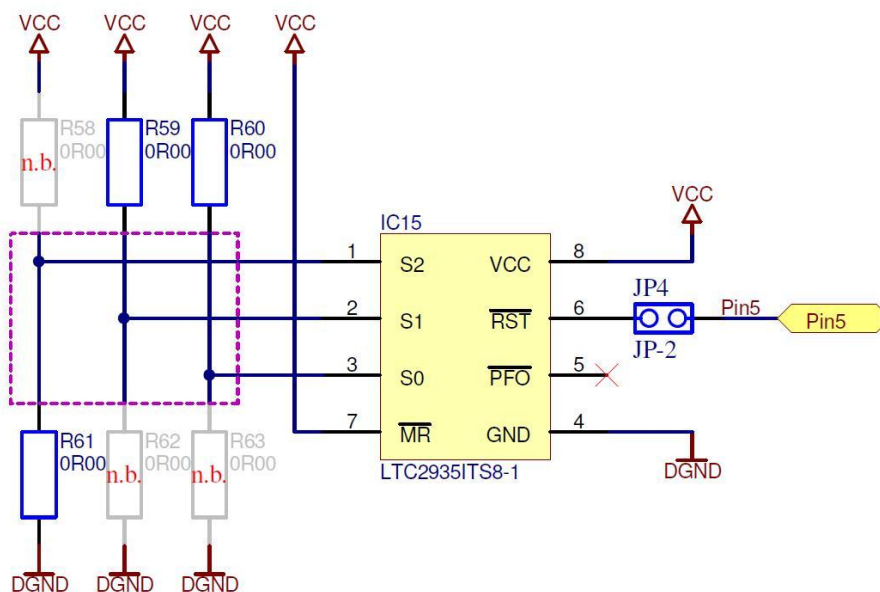 VCC VCC VCC VCC
R58 R59 R60
0R00 0R00 0R00
n.b.
VCC
IC15
1 S2 VCC 8
JP4
2 S1 RST 6 Pin5 Pin5
JP-2
3 S0 PFO 5
7 MR GND 4
LTC2935ITS8-1
DGND
R61 R62 R63
0R00 0R00 0R00
n.b. n.b.
DGND DGND DGND